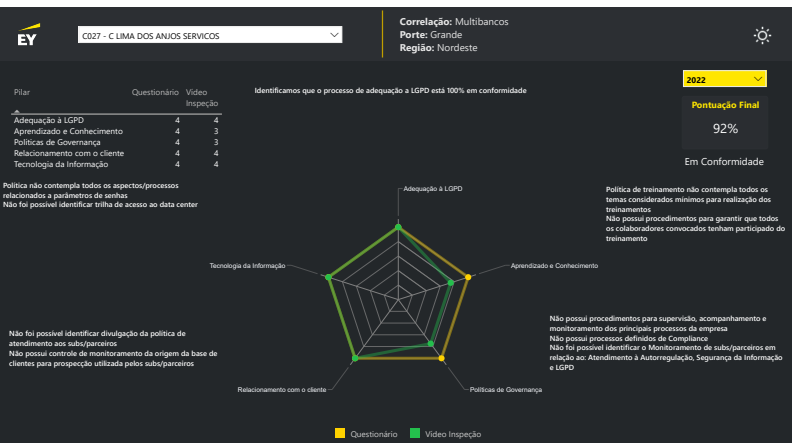 EY
C027 - C LIMA DOS ANJOS SERVICOS
Correlação: Multibancos
Porte: Grande
Região: Nordeste
Pilar Questionário Vídeo Inspeção
Adequação à LGPD 4 4
Aprendizado e Conhecimento 4 3
Políticas de Governança 4 3
Relacionamento com o cliente 4 4
Tecnologia da Informação 4 4
Identificamos que o processo de adequação a LGPD está 100% em conformidade
2022
Pontuação Final
92%
Em Conformidade
Política não contempla todos os aspectos/processos
relacionados a parâmetros de senhas
Não foi possível identificar trilha de acesso ao data center
Política de treinamento não contempla todos os
temas considerados mínimos para realização dos
treinamentos
Não possui procedimentos para garantir que todos
os colaboradores convocados tenham participado do
treinamento
Adequação à LGPD
Tecnologia da Informação
Aprendizado e Conhecimento
Não foi possível identificar divulgação da política de
atendimento aos subs/parceiros
Não possui controle de monitoramento da origem da base de
clientes para prospecção utilizada pelos subs/parceiros
Não possui procedimentos para supervisão, acompanhamento e
monitoramento dos principais processos da empresa
Não possui processos definidos de Compliance
Não foi possível identificar o Monitoramento de subs/parceiros em
relação ao: Atendimento à Autorregulação, Segurança da Informação
e LGPD
Relacionamento com o cliente
Políticas de Governança
Questionário Vídeo Inspeção